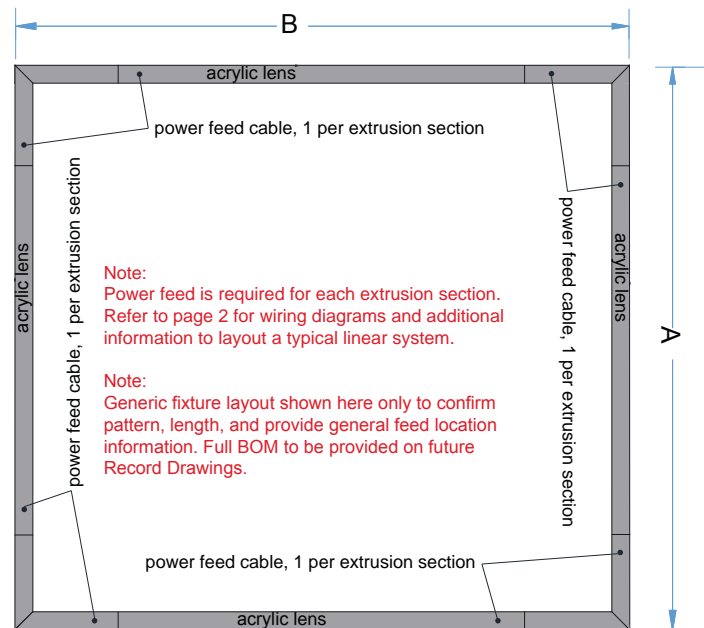 B
acrylic lens
power feed cable, 1 per extrusion section
power feed cable, 1 per extrusion section
acrylic lens
power feed cable, 1 per extrusion section
acrylic lens
A
Note:
Power feed is required for each extrusion section.
Refer to page 2 for wiring diagrams and additional
information to layout a typical linear system.
Note:
Generic fixture layout shown here only to confirm
pattern, length, and provide general feed location
information. Full BOM to be provided on future
Record Drawings.
power feed cable, 1 per extrusion section
acrylic lens